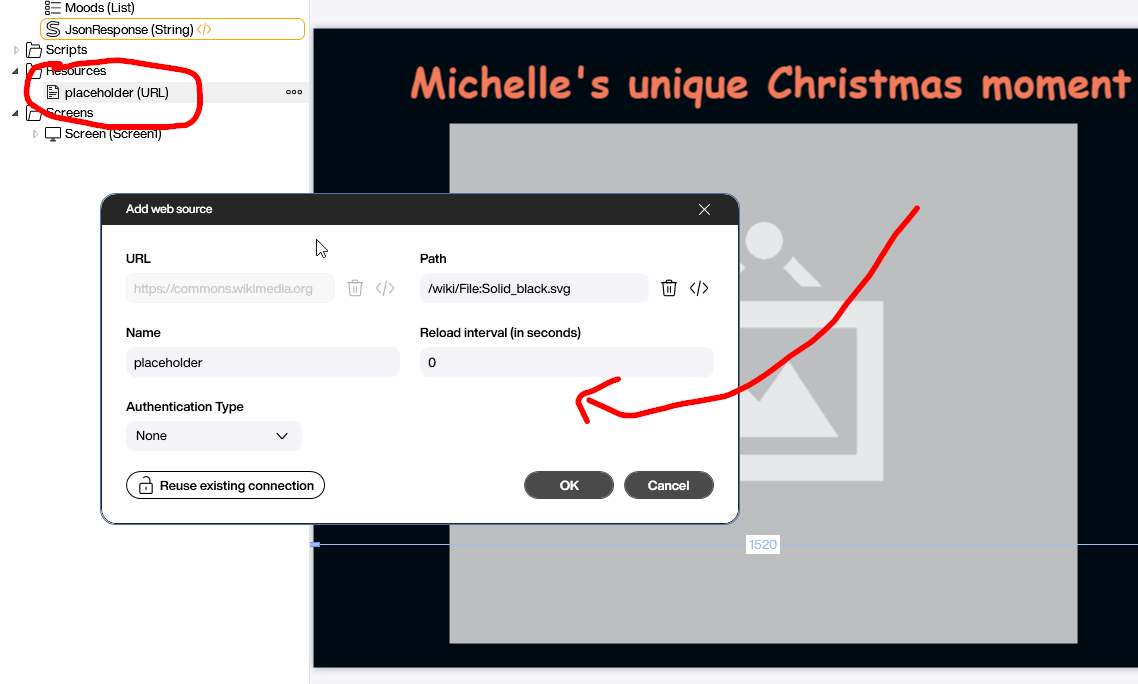 Moods (List)
JsonResponse (String) </>
Scripts
Resources
placeholder (URL)
Screens
Screen (Screen1)
Michelle's unique Christmas moment
Add web source
URL
Path
https://commons.wikimedia.org
/wiki/File:Solid_black.svg
Name
Reload interval (in seconds)
placeholder
0
Authentication Type
None
Reuse existing connection
OK
Cancel
1520